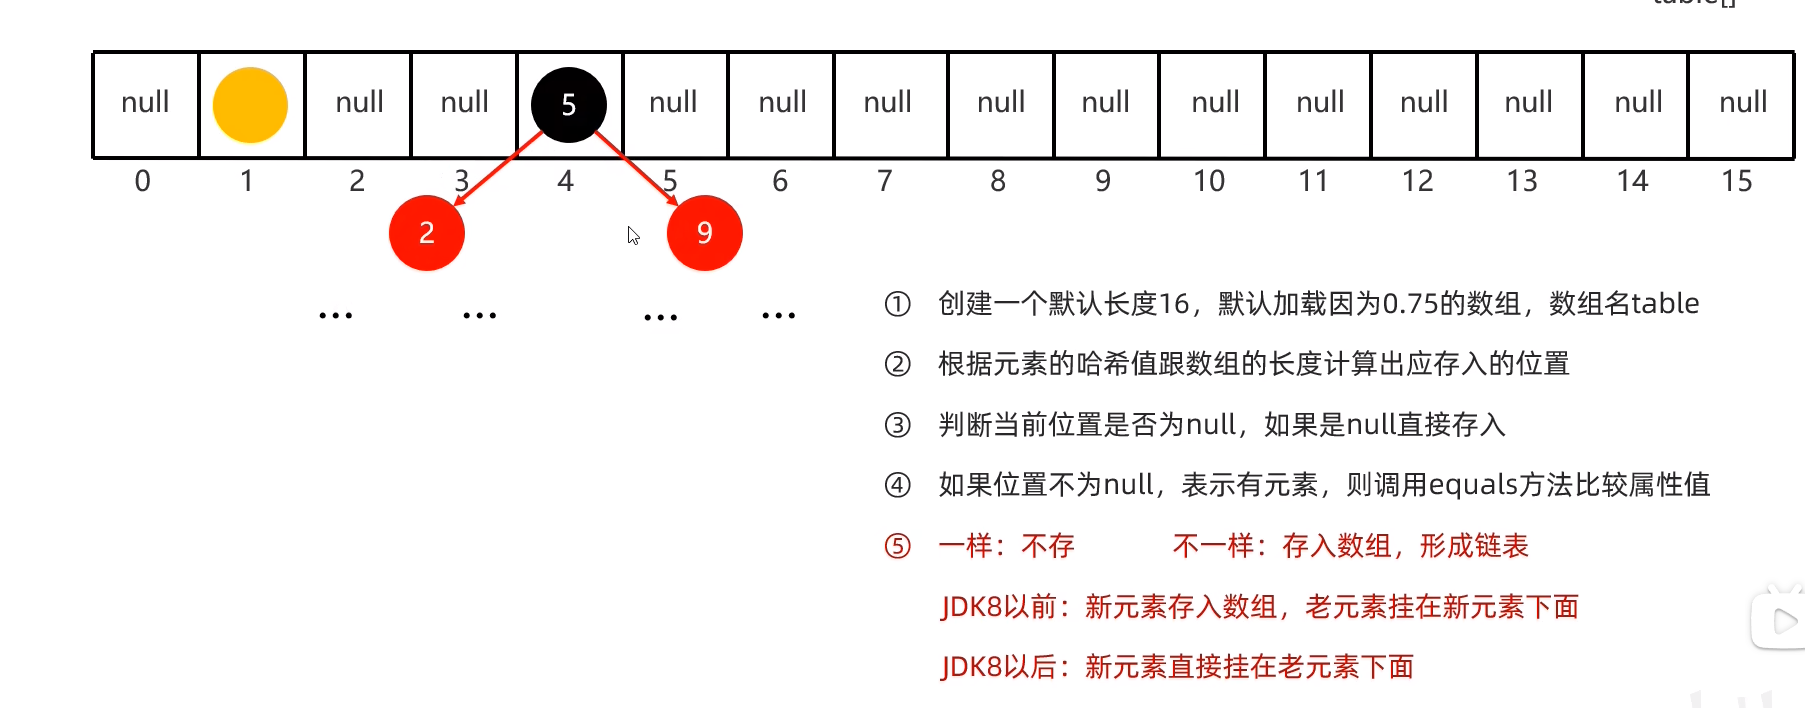 table[]
null null null 5 null null null null null null null null null null null
0 1 2 3 4 5 6 7 8 9 10 11 12 13 14 15
2 9
... ... ... ...
① 创建一个默认长度16，默认加载因为0.75的数组，数组名table
② 根据元素的哈希值跟数组的长度计算出应存入的位置
③ 判断当前位置是否为null，如果是null直接存入
④ 如果位置不为null，表示有元素，则调用equals方法比较属性值
⑤ 一样：不存 不一样：存入数组，形成链表
JDK8以前：新元素存入数组，老元素挂在新元素下面
JDK8以后：新元素直接挂在老元素下面